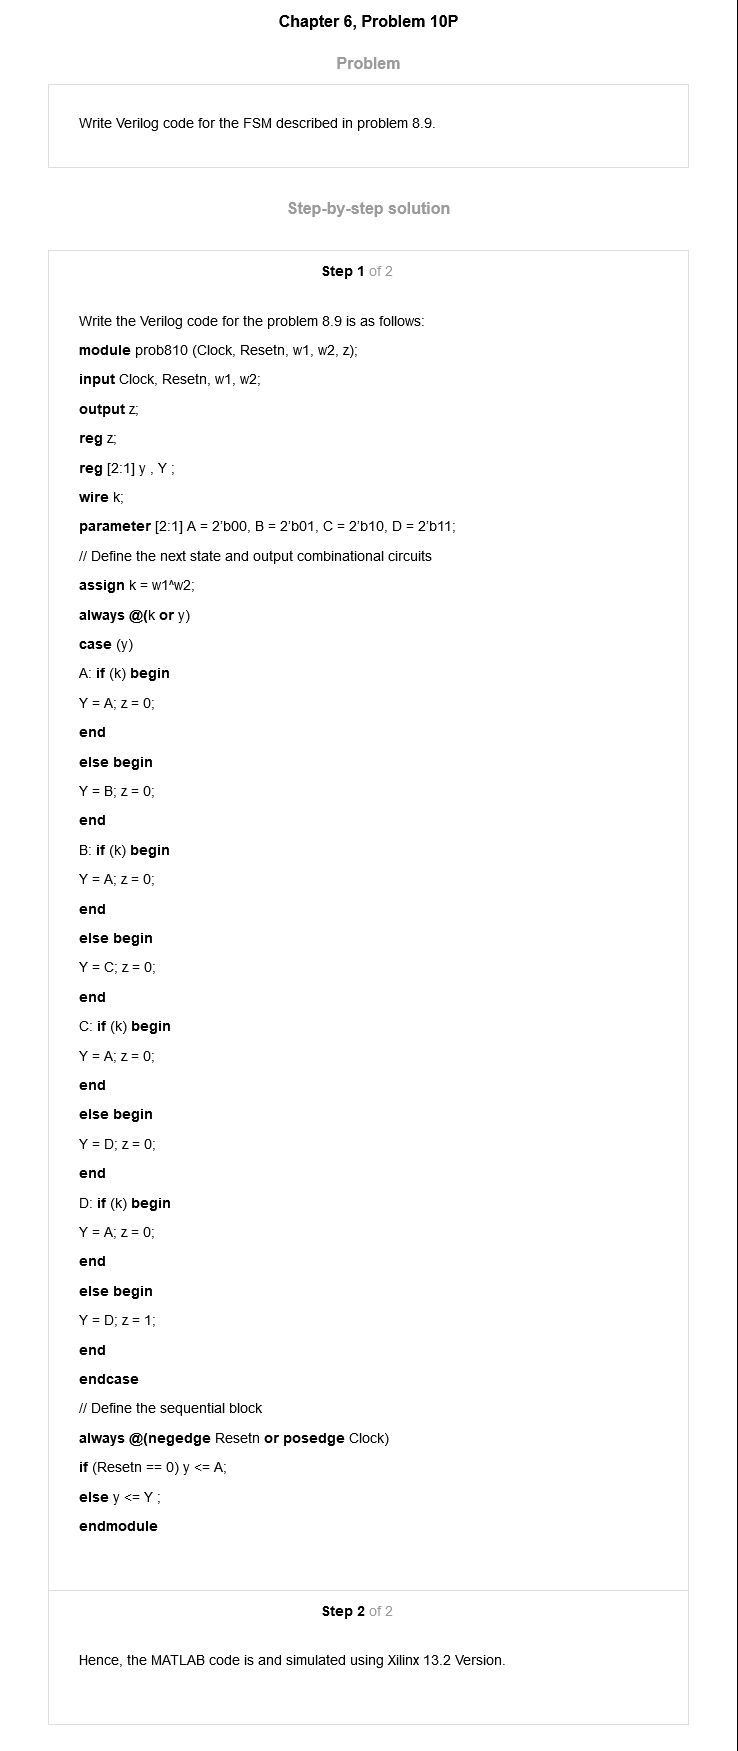 Chapter 6, Problem 10P
Problem
Write Verilog code for the FSM described in problem 8.9.
Step-by-step solution
Step 1 of 2
Write the Verilog code for the problem 8.9 is as follows:
module prob810 (Clock, Resetn, w1, w2, z);
input Clock, Resetn, w1, w2;
output z;
reg z;
reg [2:1] y , Y ;
wire k;
parameter [2:1] A = 2'b00, B = 2'b01, C = 2'b10, D = 2'b11;
// Define the next state and output combinational circuits
assign k = w1^w2;
always @(k or y)
case (y)
A: if (k) begin
Y = A; z = 0;
end
else begin
Y = B; z = 0;
end
B: if (k) begin
Y = A; z = 0;
end
else begin
Y = C; z = 0;
end
C: if (k) begin
Y = A; z = 0;
end
else begin
Y = D; z = 0;
end
D: if (k) begin
Y = A; z = 0;
end
else begin
Y = D; z = 1;
end
endcase
// Define the sequential block
always @(negedge Resetn or posedge Clock)
if (Resetn == 0) y <= A;
else y <= Y ;
endmodule
Step 2 of 2
Hence, the MATLAB code is and simulated using Xilinx 13.2 Version.